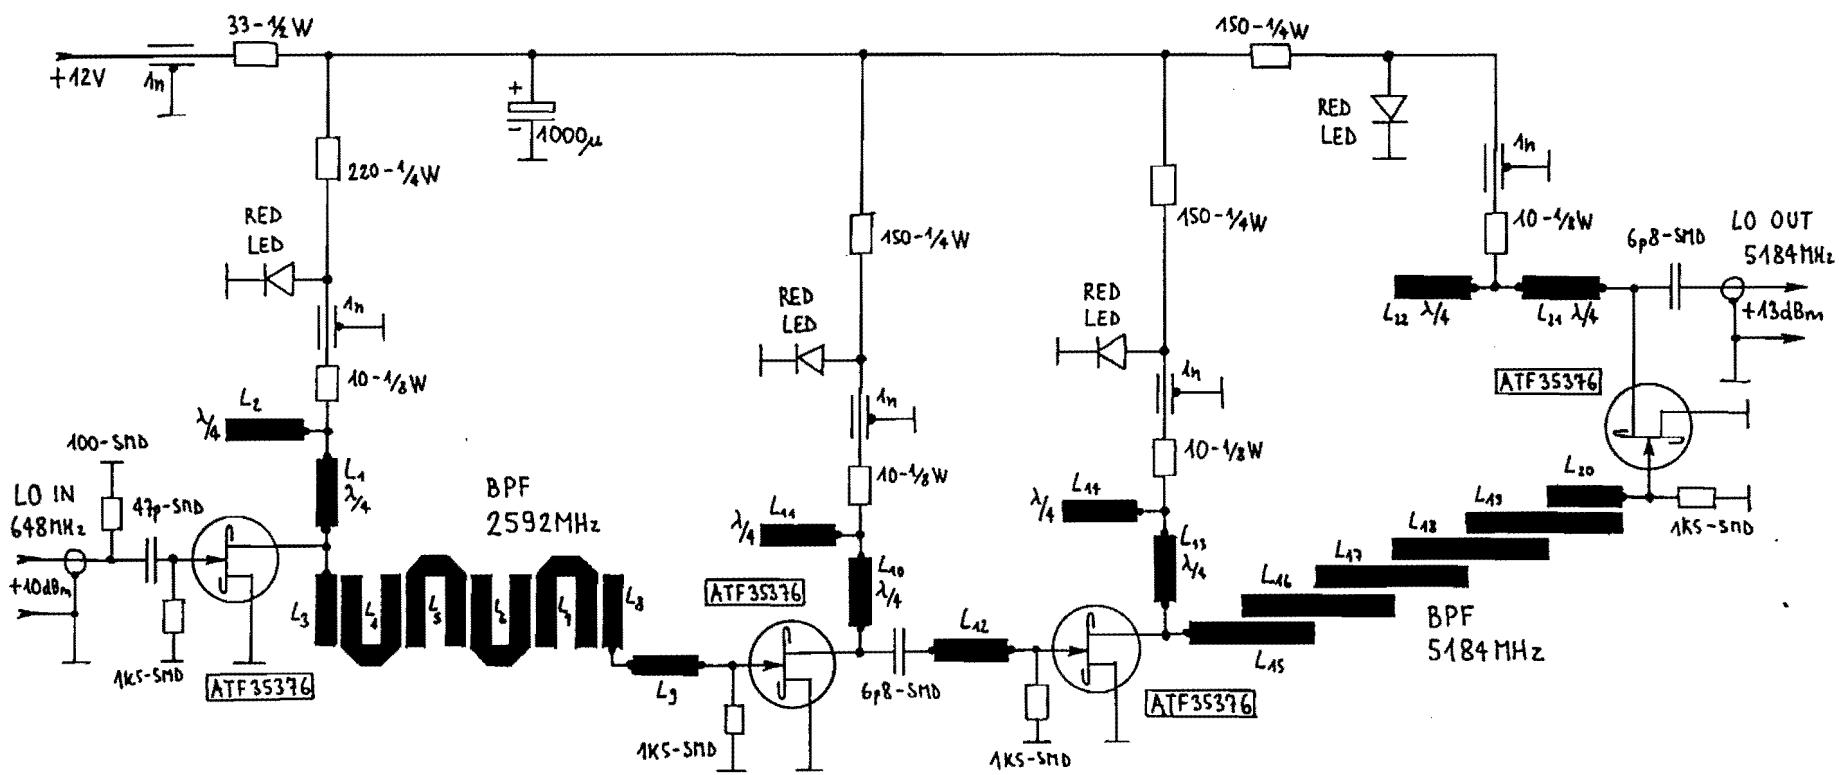 33-½W
150-¼W
+12V
1n
RED
LED
+
-
1000µ
1n
220-¼W
RED
LED
150-¼W
150-¼W
10-⅛W
LO OUT
5184MHz
6p8-SMD
1n
RED
LED
RED
LED
L22 λ/4
L21 λ/4
+13dBm
10-⅛W
1n
1n
ATF35376
L2
λ/4
100-SMD
L1
λ/4
10-⅛W
10-⅛W
LO IN
648MHz
47p-SMD
BPF
2592MHz
L11
λ/4
L14
λ/4
L20
L19
L18
1K5-SMD
+10dBm
L10
λ/4
L13
λ/4
L17
L16
L3
L4
L5
L6
L7
L8
ATF35376
L12
BPF
5184MHz
L15
1K5-SMD
ATF35376
L9
6p8-SMD
ATF35376
1K5-SMD
1K5-SMD